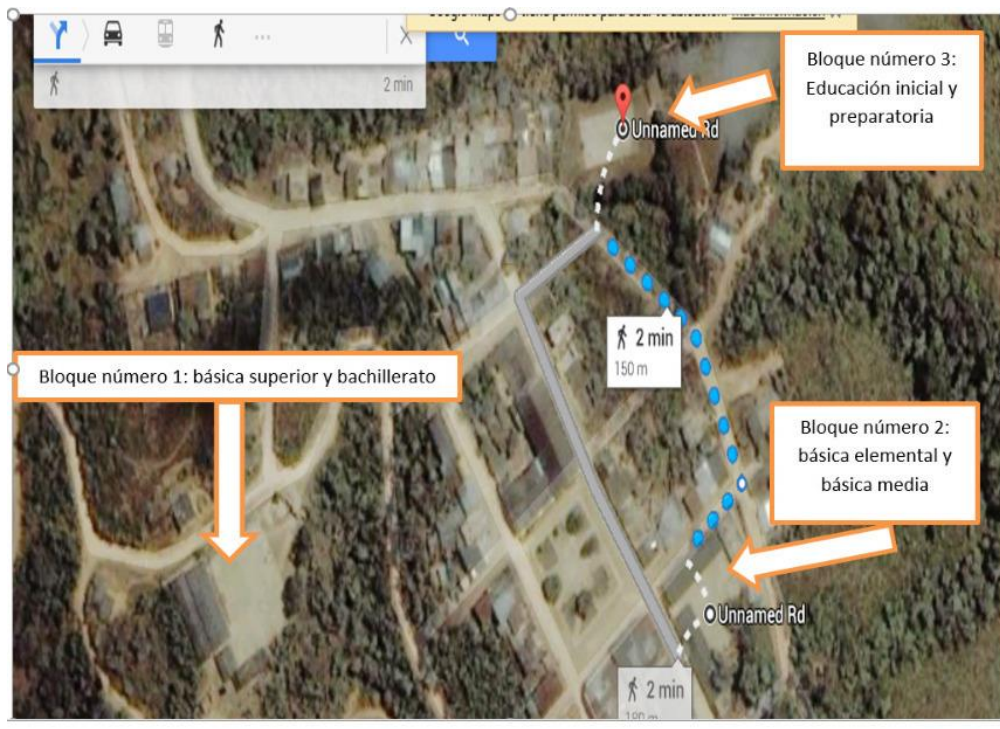 2 min
Bloque número 3:
Educación inicial y
preparatoria
Unnamed Rd
2 min
150 m
Bloque número 1: básica superior y bachillerato
Bloque número 2:
básica elemental y
básica media
Unnamed Rd
2 min